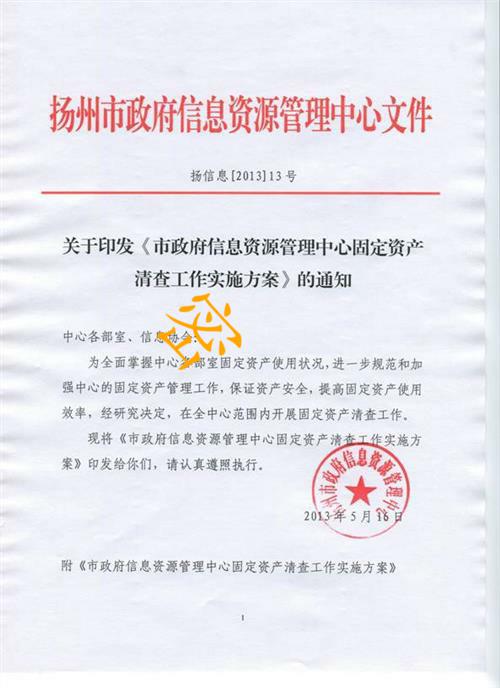 扬州市政府信息资源管理中心文件
扬信息[2013]13号
关于印发《市政府信息资源管理中心固定资产
清查工作实施方案》的通知
中心各部室、信息协会:
为全面掌握中心各部室固定资产使用状况,进一步规范和加
强中心的固定资产管理工作,保证资产安全,提高固定资产使用
效率,经研究决定,在全中心范围内开展固定资产清查工作。
现将《市政府信息资源管理中心固定资产清查工作实施方
案》印发给你们,请认真遵照执行。
扬州市政府信息资源管理中心
2013年5月16日
附《市政府信息资源管理中心固定资产清查工作实施方案》
1